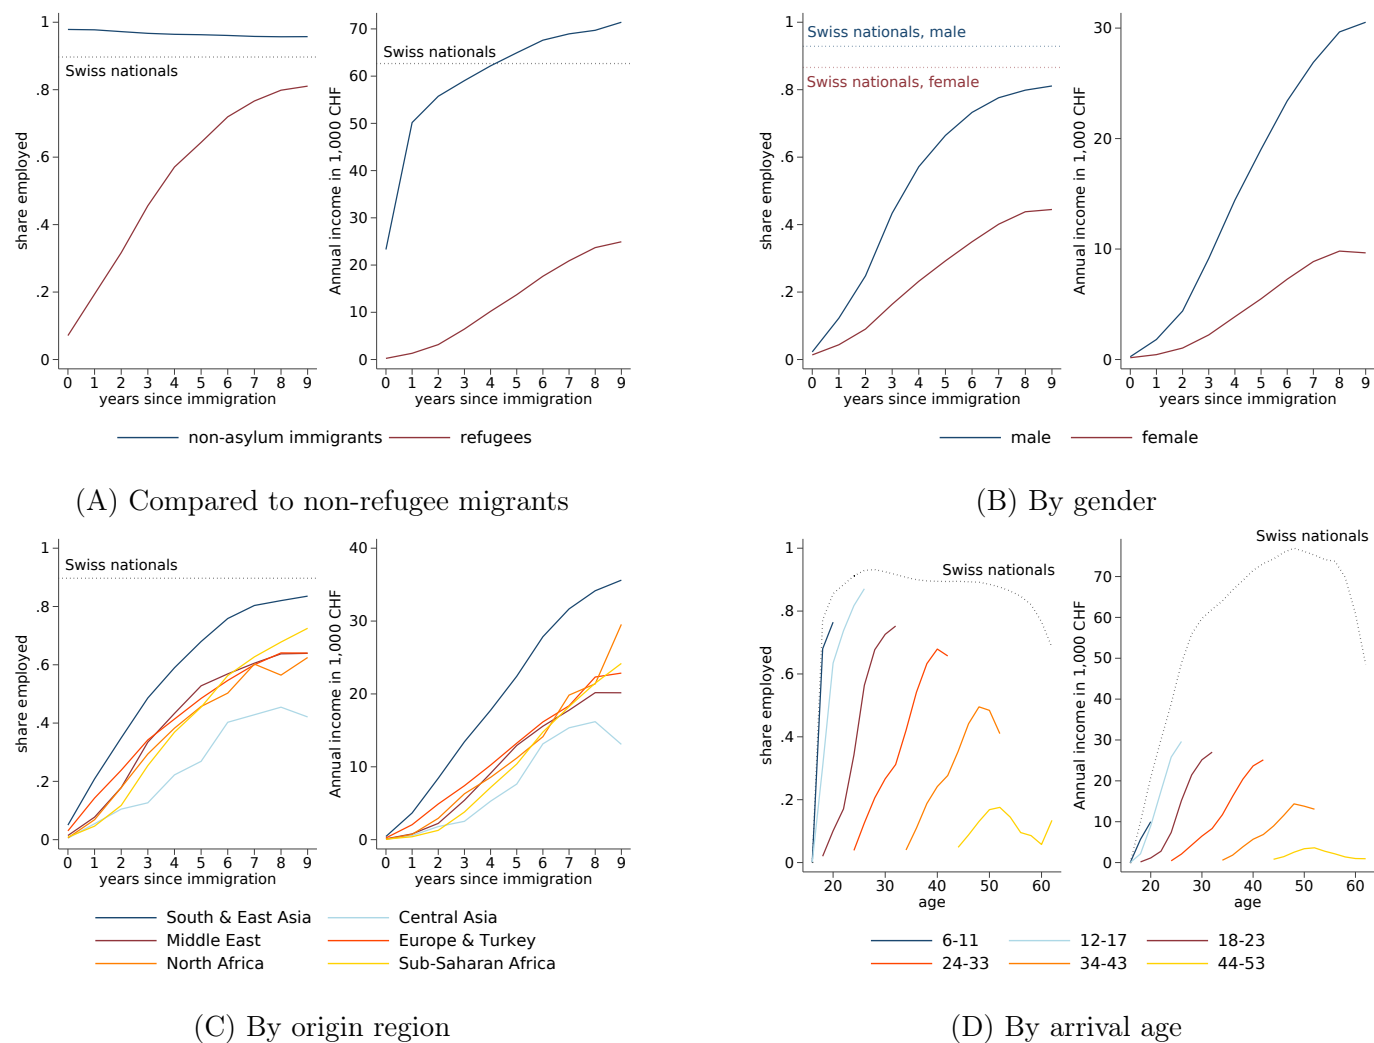 1
.8
.6
.4
.2
0
share employed
Swiss nationals
0 1 2 3 4 5 6 7 8 9
years since immigration
70
60
50
40
30
20
10
0
Annual income in 1,000 CHF
Swiss nationals
0 1 2 3 4 5 6 7 8 9
years since immigration
non-asylum immigrants
refugees
(A) Compared to non-refugee migrants
1
.8
.6
.4
.2
0
share employed
Swiss nationals, male
Swiss nationals, female
0 1 2 3 4 5 6 7 8 9
years since immigration
30
20
10
0
Annual income in 1,000 CHF
0 1 2 3 4 5 6 7 8 9
years since immigration
male
female
(B) By gender
1
.8
.6
.4
.2
0
share employed
Swiss nationals
0 1 2 3 4 5 6 7 8 9
years since immigration
40
30
20
10
0
Annual income in 1,000 CHF
0 1 2 3 4 5 6 7 8 9
years since immigration
South & East Asia
Central Asia
Middle East
Europe & Turkey
North Africa
Sub-Saharan Africa
(C) By origin region
1
.8
.6
.4
.2
0
share employed
Swiss nationals
20 30 40 50 60
age
70
60
50
40
30
20
10
0
Annual income in 1,000 CHF
Swiss nationals
20 30 40 50 60
age
6-11
12-17
18-23
24-33
34-43
44-53
(D) By arrival age